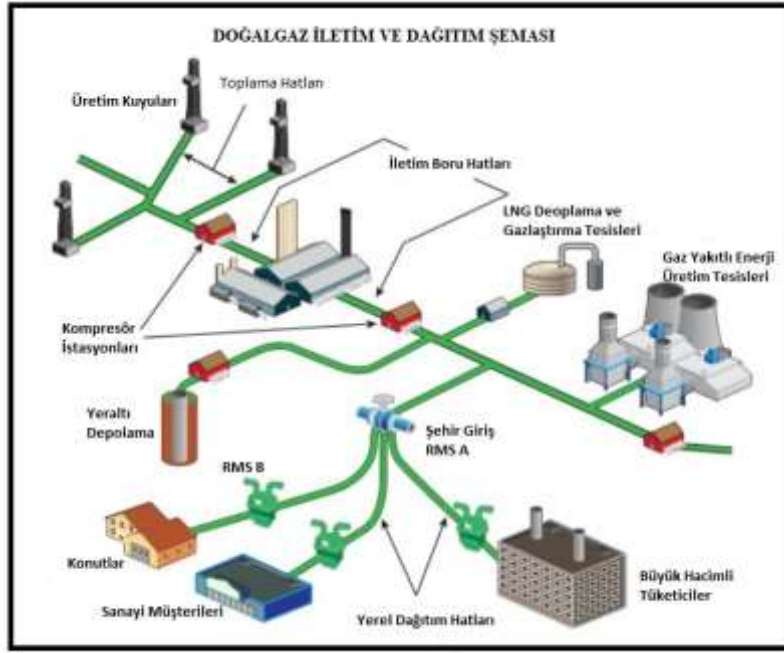 DOĞALGAZ İLETİM VE DAĞITIM ŞEMASI
Toplama Hatları
Üretim Kuyuları
İletim Boru Hatları
LNG Deoplama ve
Gazlaştırma Tesisleri
Gaz Yakıtlı Enerji
Üretim Tesisleri
Kompresör
İstasyonları
Yeraltı
Depolama
Şehir Giriş
RMS A
RMS B
Konutlar
Sanayi Müşterileri
Yerel Dağıtım Hatları
Büyük Hacimli
Tüketiciler